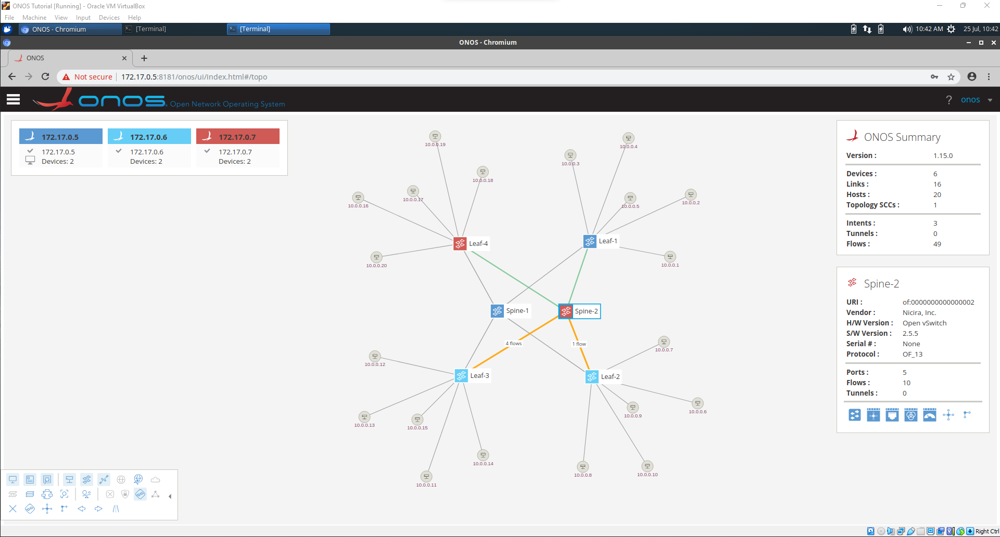 ONOS Tutorial [Running] - Oracle VM VirtualBox
File Machine View Input Devices Help
ONOS - Chromium [Terminal] [Terminal] 10:42 AM 25 Jul, 10:42
ONOS - Chromium
ONOS
Not secure 172.17.0.5:8181/onos/ui/index.html#/topo
onos Open Network Operating System ? onos
172.17.0.5 172.17.0.6 172.17.0.7
172.17.0.5 172.17.0.6 172.17.0.7
Devices: 2 Devices: 2 Devices: 2
10.0.0.19
10.0.0.4
10.0.0.3
10.0.0.18
10.0.0.17
10.0.0.16
10.0.0.5
10.0.0.2
Leaf-4
Leaf-1
10.0.0.20
10.0.0.1
Spine-1
Spine-2
4 flows
1 flow
10.0.0.7
10.0.0.12
Leaf-3
Leaf-2
10.0.0.13
10.0.0.15
10.0.0.9
10.0.0.6
10.0.0.14
10.0.0.11
10.0.0.8
10.0.0.10
ONOS Summary
Version : 1.15.0
Devices : 6
Links : 16
Hosts : 20
Topology SCCs : 1
Intents : 3
Tunnels : 0
Flows : 49
Spine-2
URI : of:0000000000000002
Vendor : Nicira, Inc.
H/W Version : Open vSwitch
S/W Version : 2.5.5
Serial # : None
Protocol : OF_13
Ports : 5
Flows : 10
Tunnels : 0
Right Ctrl